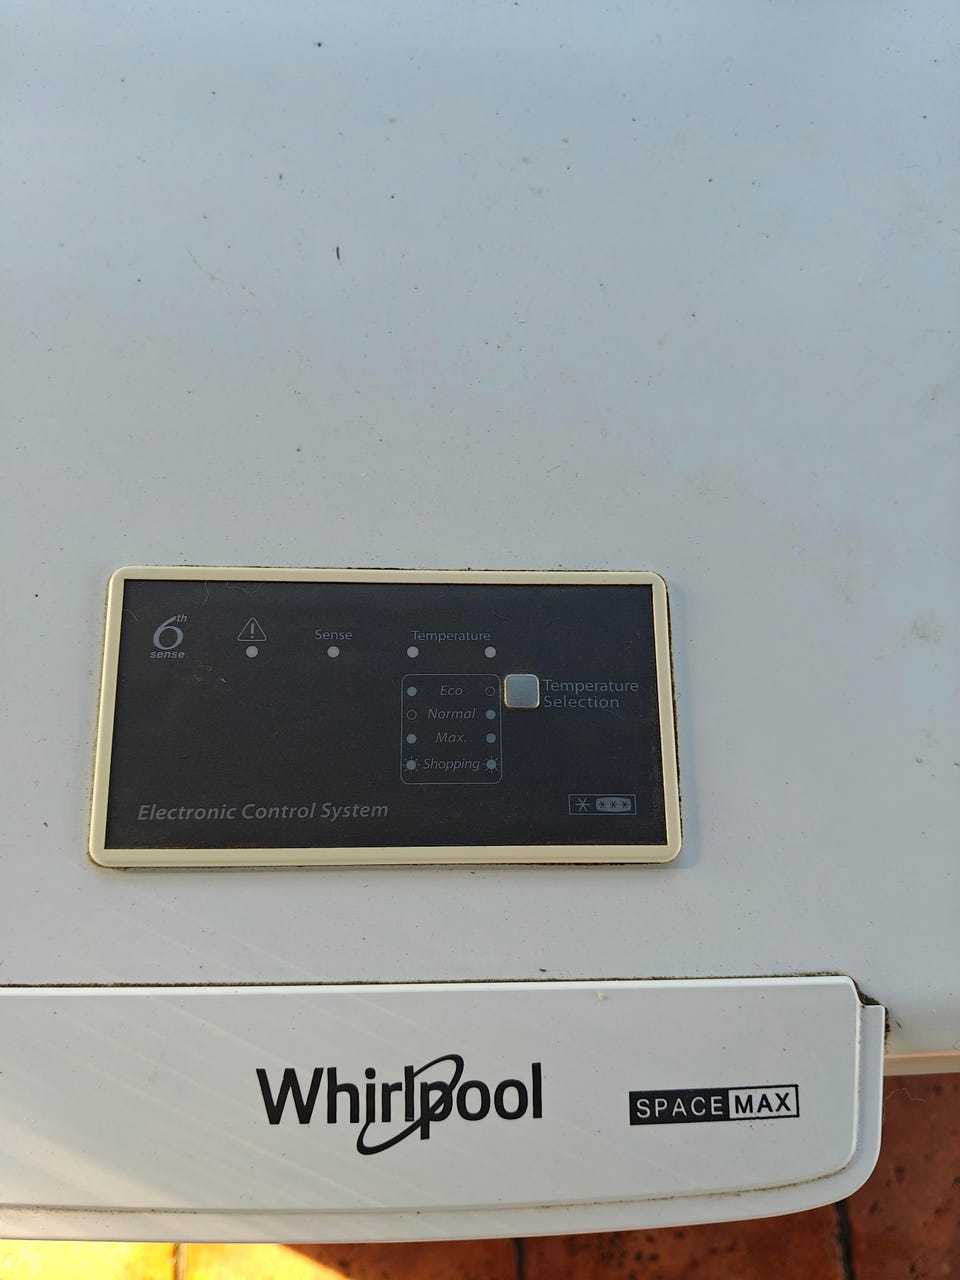 6th
sense
Sense
Temperature
Eco
Normal
Max.
Shopping
Temperature
Selection
Electronic Control System
Whirlpool
SPACE MAX